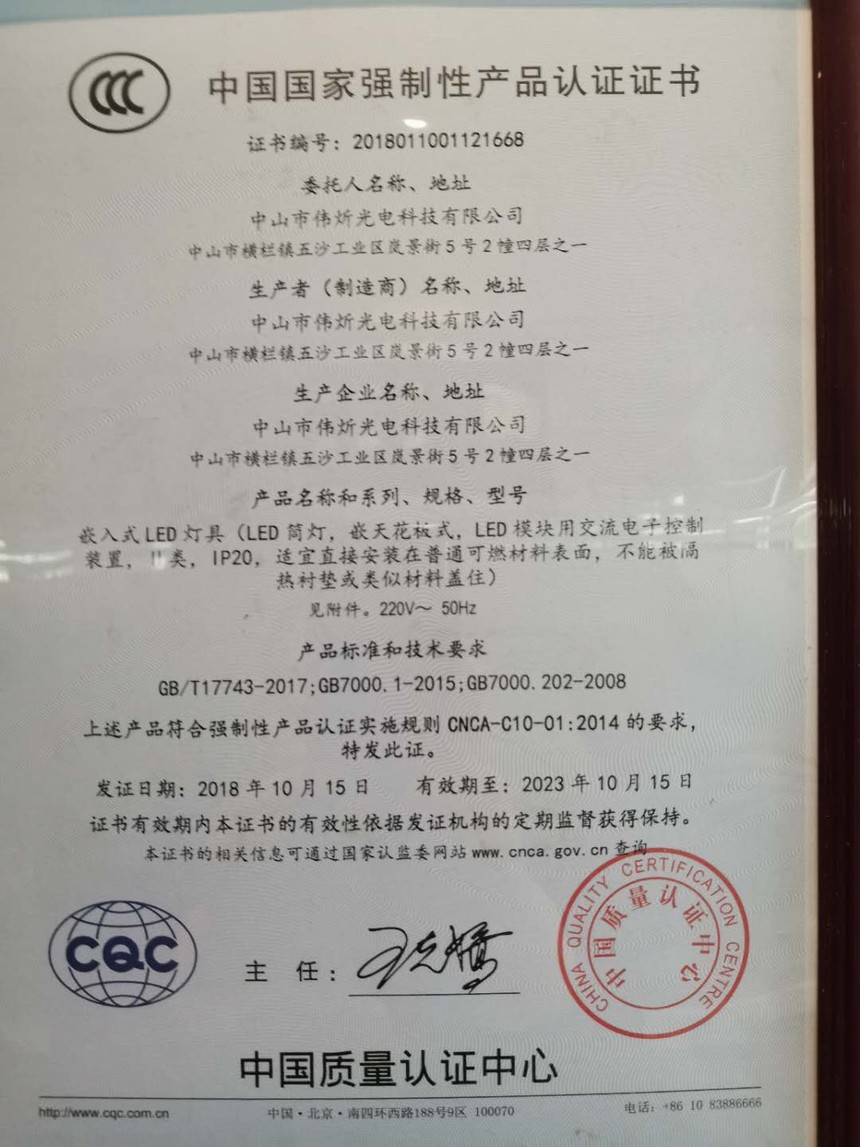 中国国家强制性产品认证证书
证书编号：2018011001121668
委托人名称、地址
中山市伟炘光电科技有限公司
中山市横栏镇五沙工业区岚景街5号2幢四层之一
生产者（制造商）名称、地址
中山市伟炘光电科技有限公司
中山市横栏镇五沙工业区岚景街5号2幢四层之一
生产企业名称、地址
中山市伟炘光电科技有限公司
中山市横栏镇五沙工业区岚景街5号2幢四层之一
产品名称和系列、规格、型号
嵌入式LED灯具（LED筒灯，嵌天花板式，LED模块用交流电子控制
装置，II类，IP20，适宜直接安装在普通可燃材料表面，不能被隔
热衬垫或类似材料盖住）
见附件。220V～ 50Hz
产品标准和技术要求
GB/T17743-2017;GB7000.1-2015;GB7000.202-2008
上述产品符合强制性产品认证实施规则CNCA-C10-01:2014的要求，
特发此证。
发证日期：2018年10月15日 有效期至：2023年10月15日
证书有效期内本证书的有效性依据发证机构的定期监督获得保持。
本证书的相关信息可通过国家认监委网站www.cnca.gov.cn查询
CHINA QUALITY CERTIFICATION CENTRE
中国质量认证中心
CQC
主 任：
中国质量认证中心
http://www.cqc.com.cn 中国·北京·南四环西路188号9区 100070 电话：+86 10 83886666